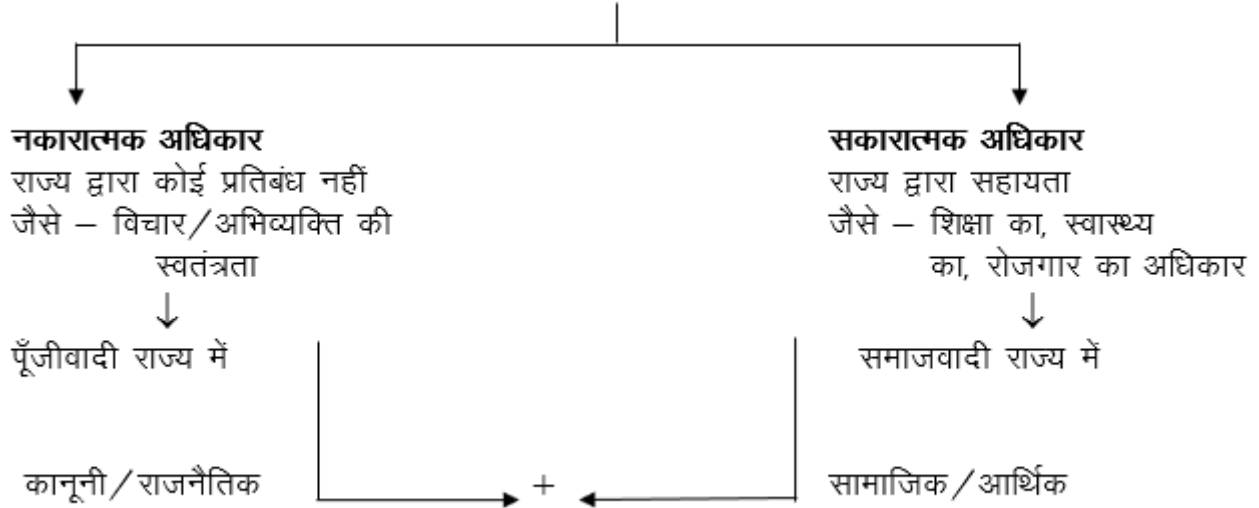 नकारात्मक अधिकार
राज्य द्वारा कोई प्रतिबंध नहीं
जैसे – विचार/अभिव्यक्ति की
स्वतंत्रता
↓
पूँजीवादी राज्य में
कानूनी/राजनैतिक
+
सकारात्मक अधिकार
राज्य द्वारा सहायता
जैसे – शिक्षा का, स्वास्थ्य
का, रोजगार का अधिकार
↓
समाजवादी राज्य में
सामाजिक/आर्थिक